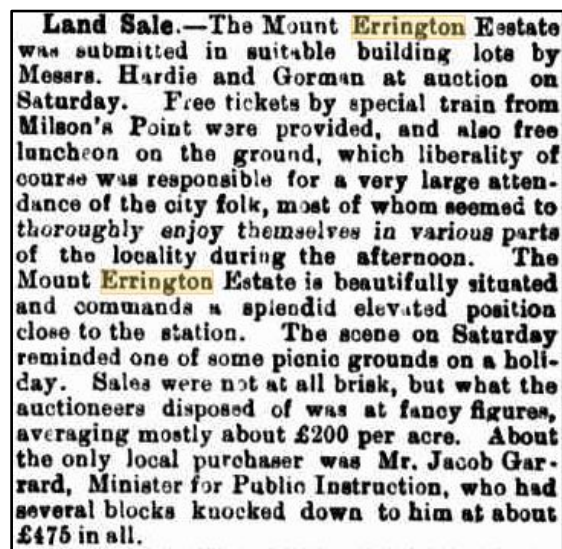 Land Sale.—The Mount Errington Eestate
was submitted in suitable building lots by
Messrs. Hardie and Gorman at auction on
Saturday. Free tickets by special train from
Milson's Point were provided, and also free
luncheon on the ground, which liberality of
course was responsible for a very large atten-
dance of the city folk, most of whom seemed to
thoroughly enjoy themselves in various parts
of the locality during the afternoon. The
Mount Errington Estate is beautifully situated
and commands a splendid elevated position
close to the station. The scene on Saturday
reminded one of some picnic grounds on a holi-
day. Sales were not at all brisk, but what the
auctioneers disposed of was at fancy figures,
averaging mostly about £200 per acre. About
the only local purchaser was Mr. Jacob Gar-
rard, Minister for Public Instruction, who had
several blocks knocked down to him at about
£475 in all.